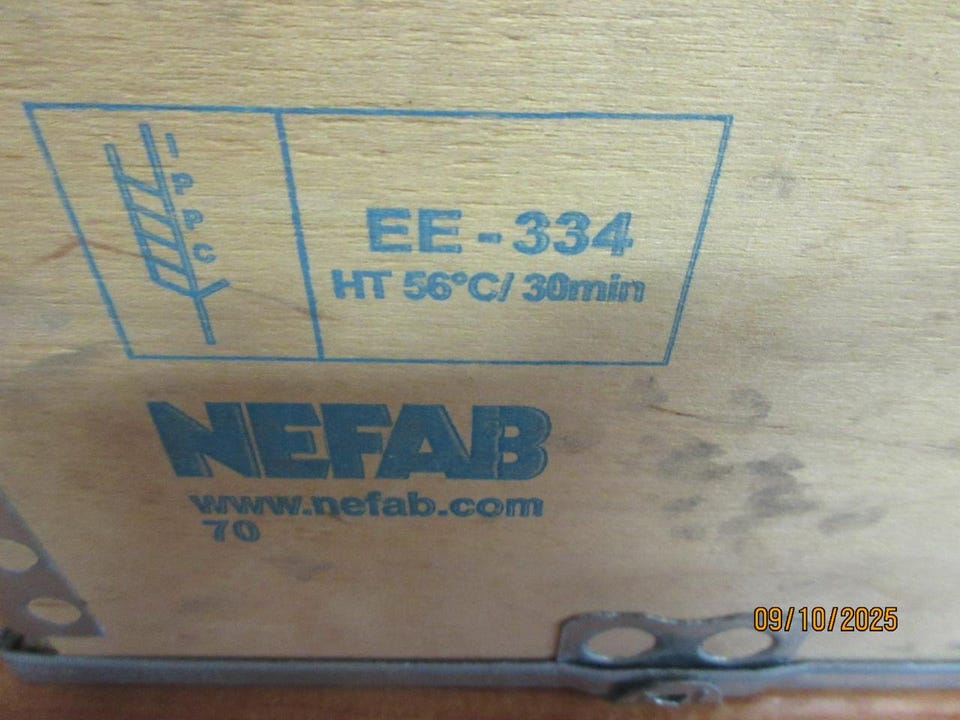 IPPC
EE - 334
HT 56°C/ 30min
NEFAB
www.nefab.com
70
09/10/2025